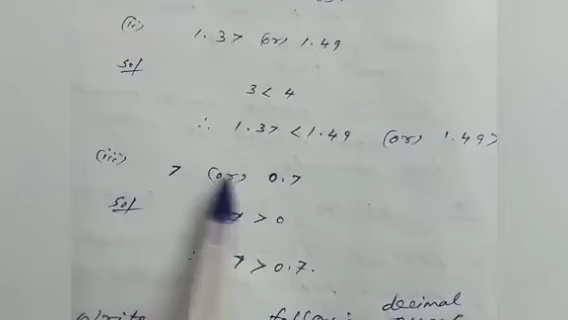 (ii) 1.37 (or) 1.49
Sol
3 < 4
∴ 1.37 < 1.49 (or) 1.49>
(iii) 7 (or) 0.7
Sol
7 > 0
∴ 7 > 0.7.
decimal